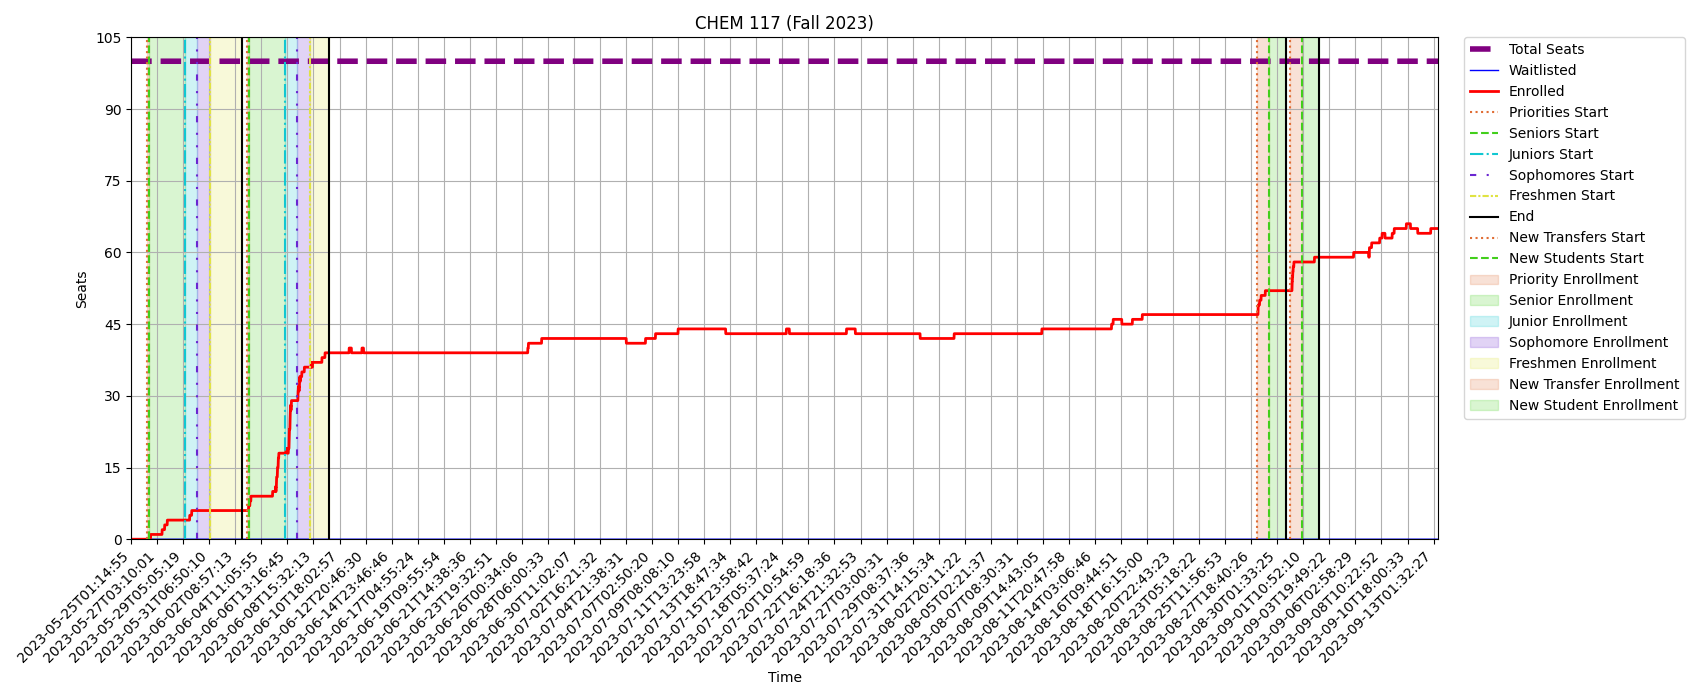 CHEM 117 (Fall 2023)
105
90
75
60
45
30
15
0
Seats
2023-05-25T01:14:55
2023-05-27T03:10:01
2023-05-29T05:05:19
2023-05-31T06:50:10
2023-06-02T08:57:13
2023-06-04T11:05:55
2023-06-06T13:16:45
2023-06-08T15:32:13
2023-06-10T18:02:57
2023-06-12T20:46:30
2023-06-14T23:46:46
2023-06-17T04:55:24
2023-06-19T09:55:54
2023-06-21T14:38:36
2023-06-23T19:32:51
2023-06-26T00:34:06
2023-06-28T06:00:33
2023-06-30T11:02:07
2023-07-02T16:21:32
2023-07-04T21:38:31
2023-07-07T02:50:20
2023-07-09T08:08:10
2023-07-11T13:23:58
2023-07-13T18:47:34
2023-07-15T23:58:42
2023-07-18T05:37:24
2023-07-20T10:54:59
2023-07-22T16:18:36
2023-07-24T21:32:53
2023-07-27T03:00:31
2023-07-29T08:37:36
2023-07-31T14:15:34
2023-08-02T20:11:22
2023-08-05T02:21:37
2023-08-07T08:30:31
2023-08-09T14:43:05
2023-08-11T20:47:58
2023-08-14T03:06:46
2023-08-16T09:44:51
2023-08-18T16:15:00
2023-08-20T22:43:23
2023-08-23T05:18:22
2023-08-25T11:56:53
2023-08-27T18:40:26
2023-08-30T01:33:25
2023-09-01T10:52:10
2023-09-03T19:49:22
2023-09-06T02:58:29
2023-09-08T10:22:52
2023-09-10T18:00:33
2023-09-13T01:32:27
Time
Total Seats
Waitlisted
Enrolled
Priorities Start
Seniors Start
Juniors Start
Sophomores Start
Freshmen Start
End
New Transfers Start
New Students Start
Priority Enrollment
Senior Enrollment
Junior Enrollment
Sophomore Enrollment
Freshmen Enrollment
New Transfer Enrollment
New Student Enrollment